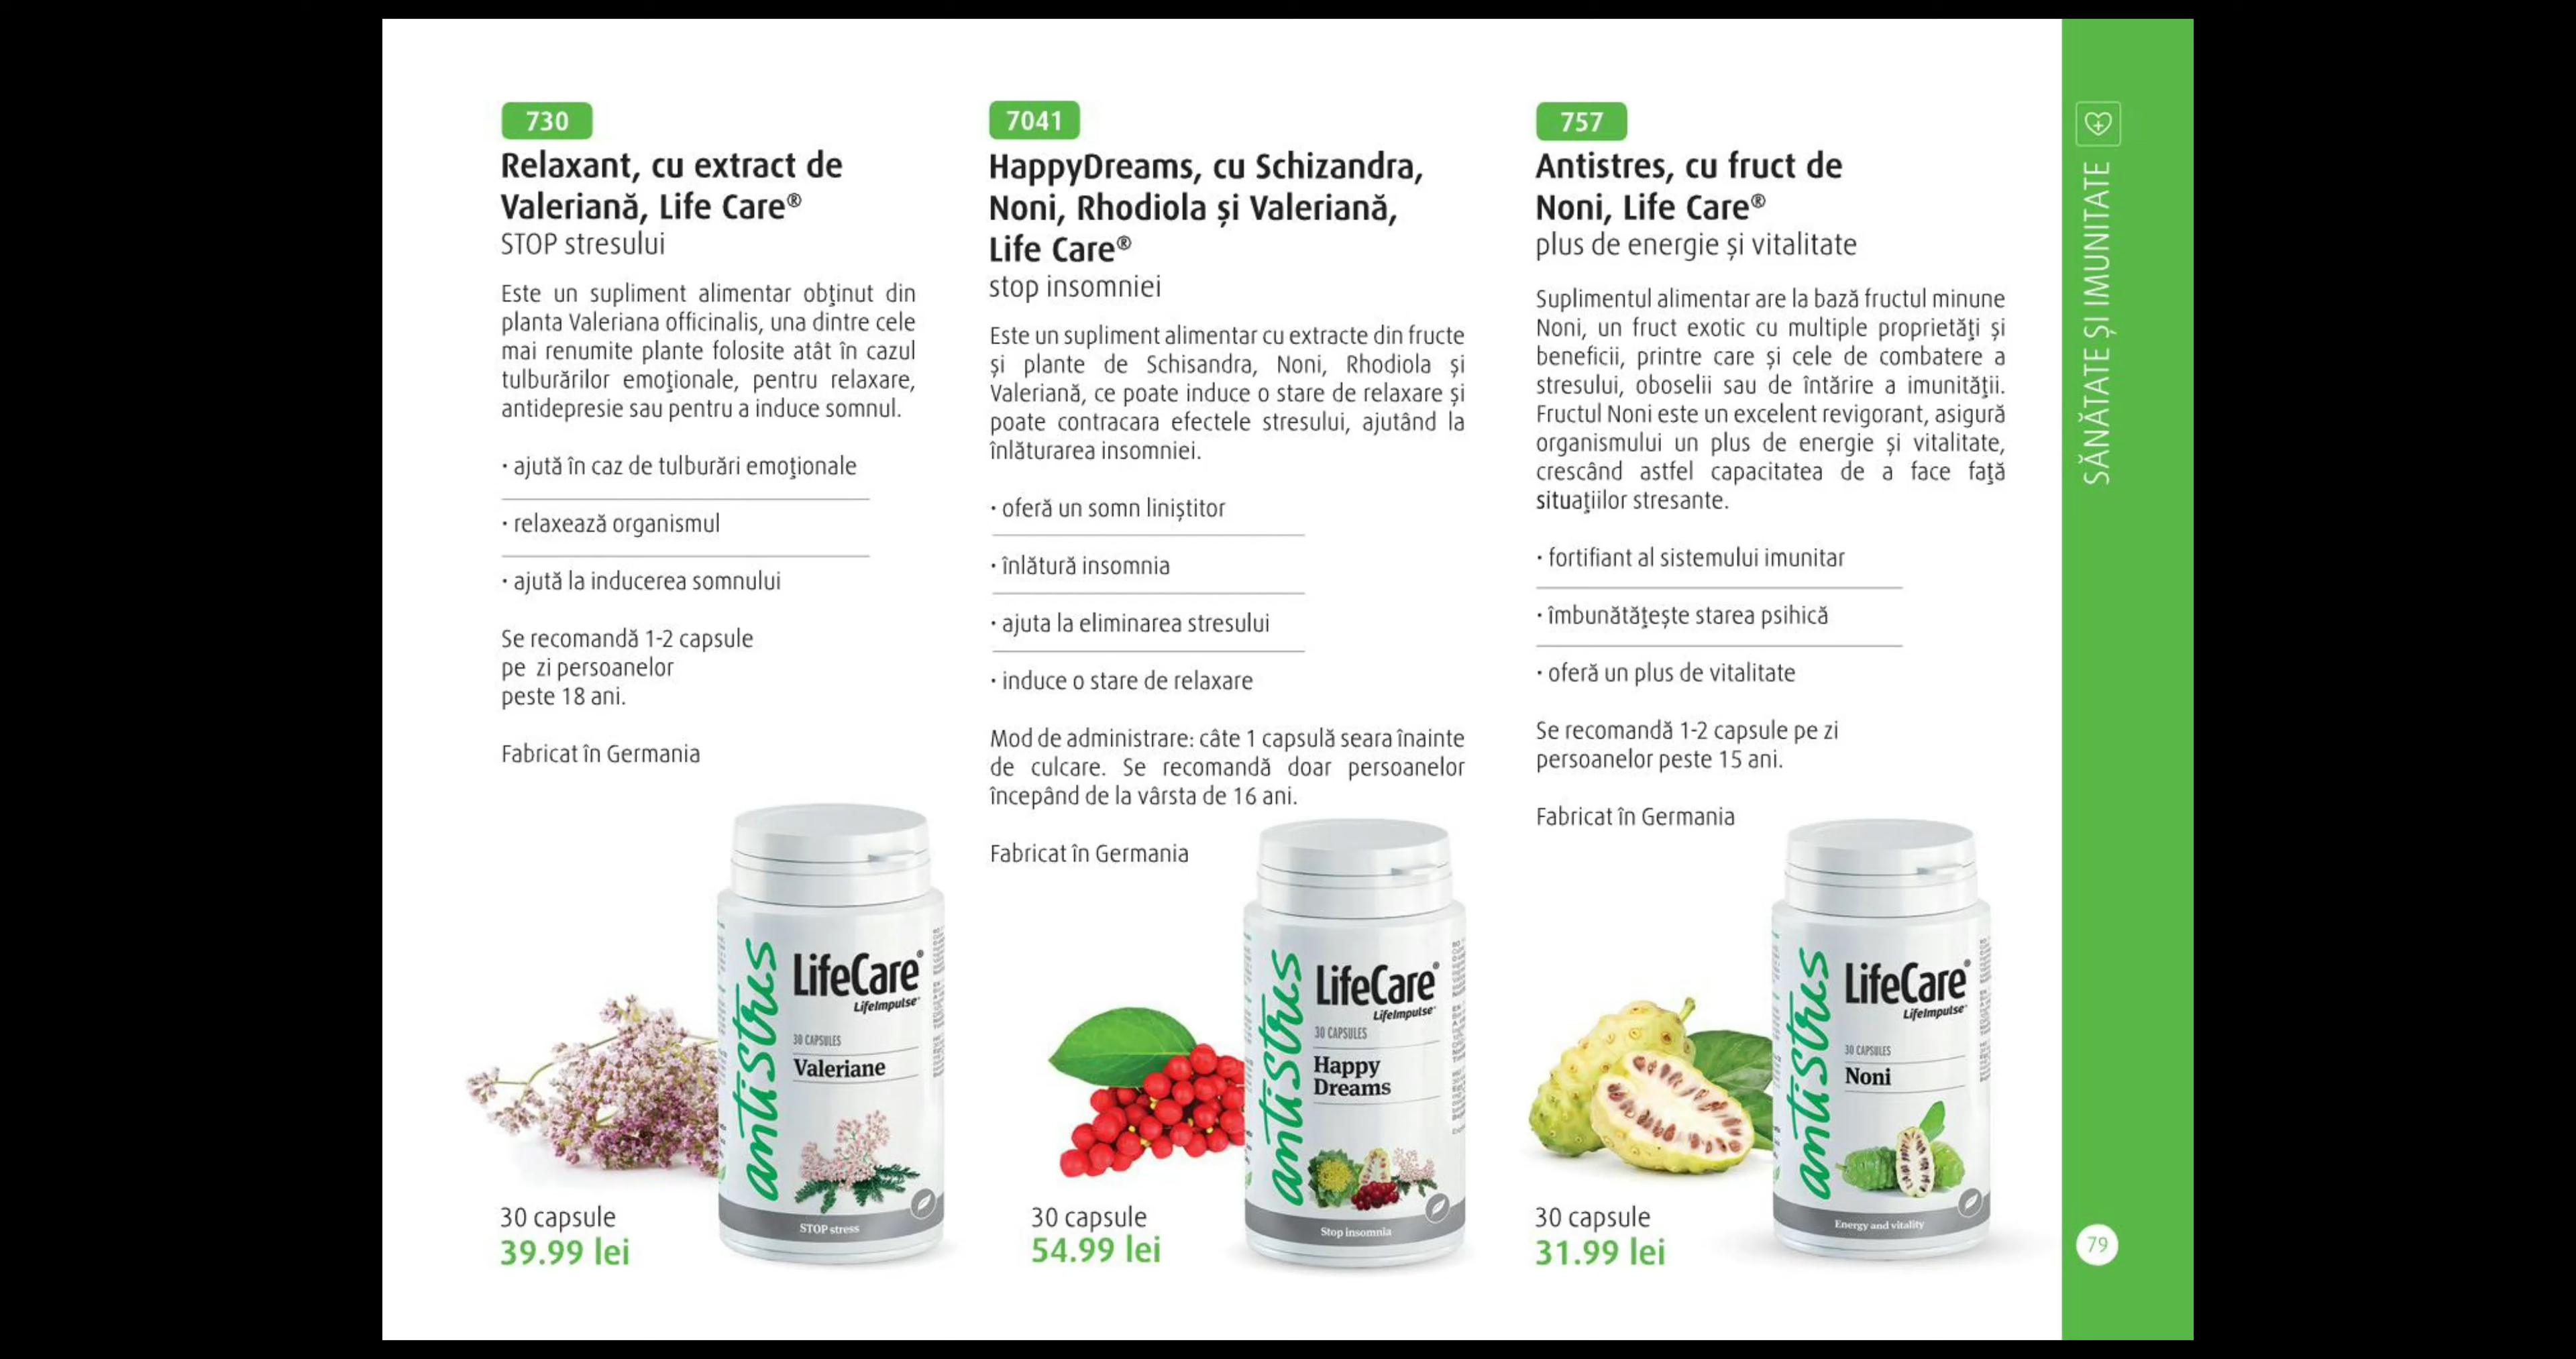 730
Relaxant, cu extract de
Valeriană, Life Care®
STOP stresului
Este un supliment alimentar obținut din
planta Valeriana officinalis, una dintre cele
mai renumite plante folosite atât în cazul
tulburărilor emoționale, pentru relaxare,
antidepresie sau pentru a induce somnul.
· ajută în caz de tulburări emoționale
· relaxează organismul
· ajută la inducerea somnului
Se recomandă 1-2 capsule
pe zi persoanelor
peste 18 ani.
Fabricat în Germania
antistres
LifeCare®
LifeImpulse®
30 CAPSULES
Valeriane
STOP stress
30 capsule
39.99 lei
7041
HappyDreams, cu Schizandra,
Noni, Rhodiola și Valeriană,
Life Care®
stop insomniei
Este un supliment alimentar cu extracte din fructe
și plante de Schisandra, Noni, Rhodiola și
Valeriană, ce poate induce o stare de relaxare și
poate contracara efectele stresului, ajutând la
înlăturarea insomniei.
· oferă un somn liniștitor
· înlătură insomnia
· ajuta la eliminarea stresului
· induce o stare de relaxare
Mod de administrare: câte 1 capsulă seara înainte
de culcare. Se recomandă doar persoanelor
începând de la vârsta de 16 ani.
Fabricat în Germania
antistres
LifeCare®
LifeImpulse®
30 CAPSULES
Happy
Dreams
Stop insomnia
30 capsule
54.99 lei
757
Antistres, cu fruct de
Noni, Life Care®
plus de energie și vitalitate
Suplimentul alimentar are la bază fructul minune
Noni, un fruct exotic cu multiple proprietăți și
beneficii, printre care și cele de combatere a
stresului, oboselii sau de întărire a imunității.
Fructul Noni este un excelent revigorant, asigură
organismului un plus de energie și vitalitate,
crescând astfel capacitatea de a face față
situațiilor stresante.
· fortifiant al sistemului imunitar
· îmbunătățește starea psihică
· oferă un plus de vitalitate
Se recomandă 1-2 capsule pe zi
persoanelor peste 15 ani.
Fabricat în Germania
antistres
LifeCare®
LifeImpulse®
30 CAPSULES
Noni
Energy and vitality
30 capsule
31.99 lei
SĂNĂTATE ȘI IMUNITATE
79